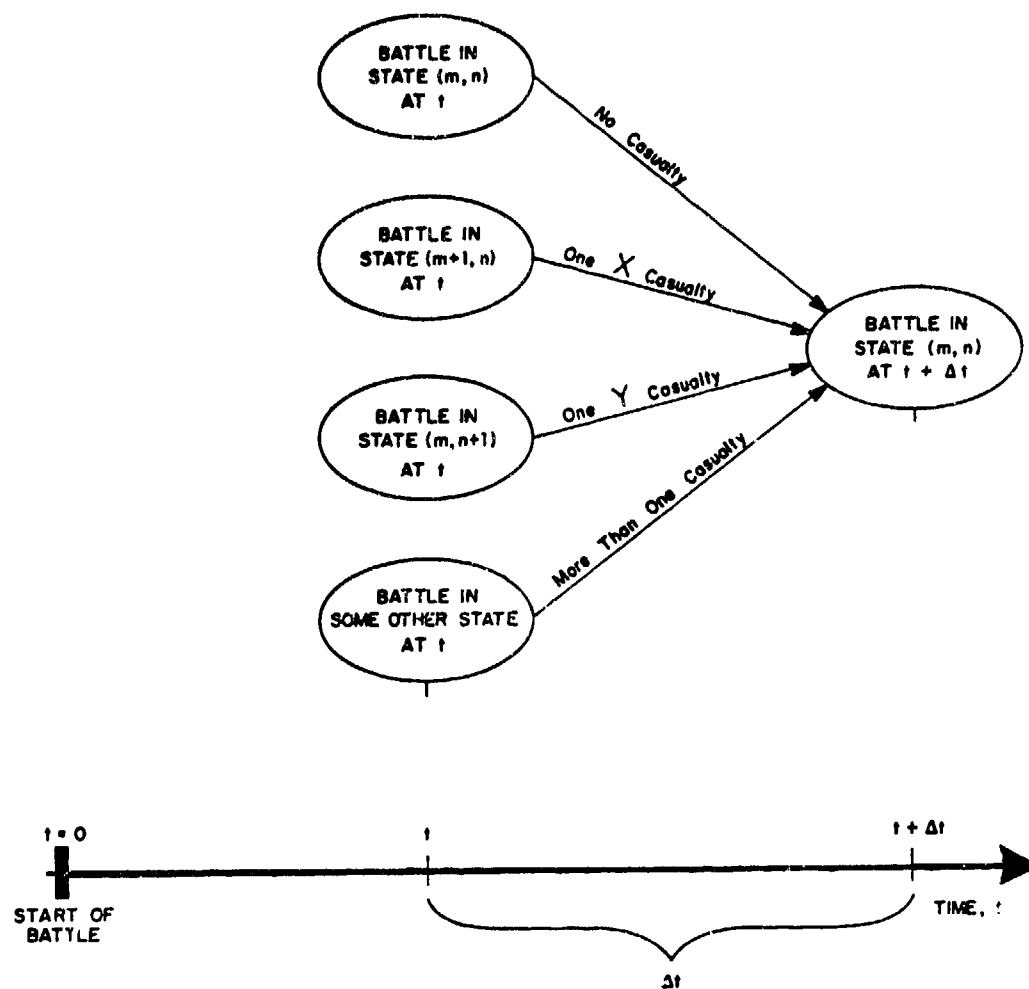 BATTLE IN
STATE (m, n)
AT t
No Casualty
BATTLE IN
STATE (m+1, n)
AT t
One X Casualty
BATTLE IN
STATE (m, n)
AT t + Δt
BATTLE IN
STATE (m, n+1)
AT t
One Y Casualty
BATTLE IN
SOME OTHER STATE
AT t
More Than One Casualty
t = 0
t
t + Δt
START OF
BATTLE
TIME, t
Δt